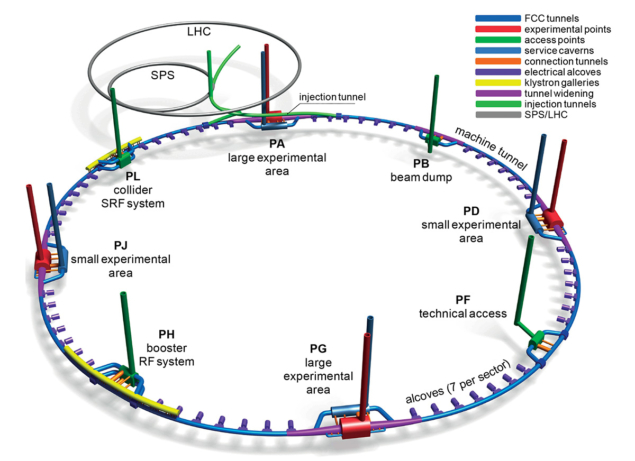 LHC
SPS
injection tunnel
FCC tunnels
experimental points
access points
service caverns
connection tunnels
electrical alcoves
klystron galleries
tunnel widening
injection tunnels
SPS/LHC
PA
large experimental
area
PB
beam dump
machine tunnel
PL
collider
SRF system
PD
small experimental
area
PJ
small experimental
area
PF
technical access
PH
booster
RF system
PG
large
experimental
area
alcoves (7 per sector)